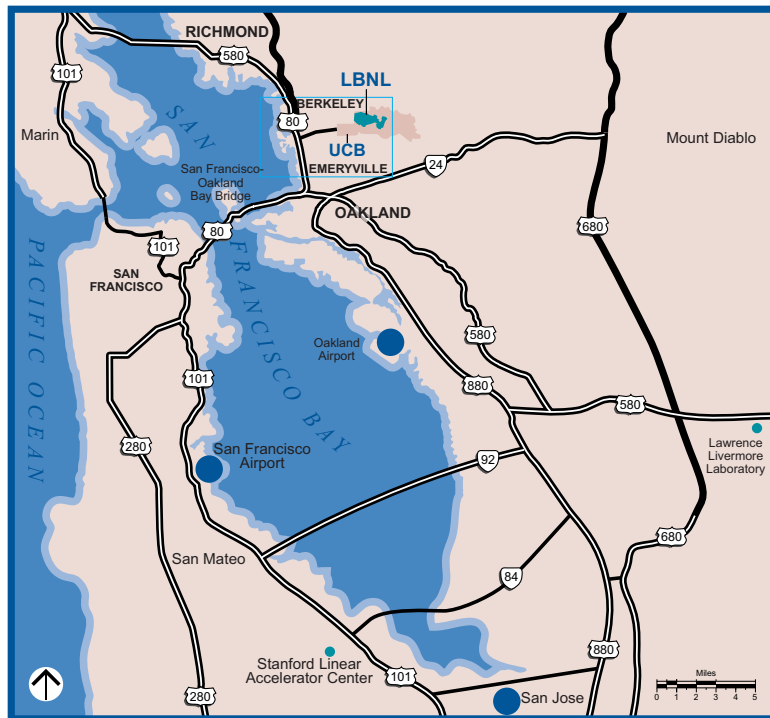 RICHMOND
580
101
LBNL
BERKELEY
80
SAN
Marin
UCB
Mount Diablo
24
San Francisco-
Oakland
Bay Bridge
EMERYVILLE
OAKLAND
80
680
101
PACIFIC OCEAN
FRANCISCO BAY
SAN
FRANCISCO
580
Oakland
Airport
101
880
580
280
San Francisco
Airport
92
Lawrence
Livermore
Laboratory
680
San Mateo
84
880
Stanford Linear
Accelerator Center
101
Miles
0 1 2 3 4 5
280
San Jose